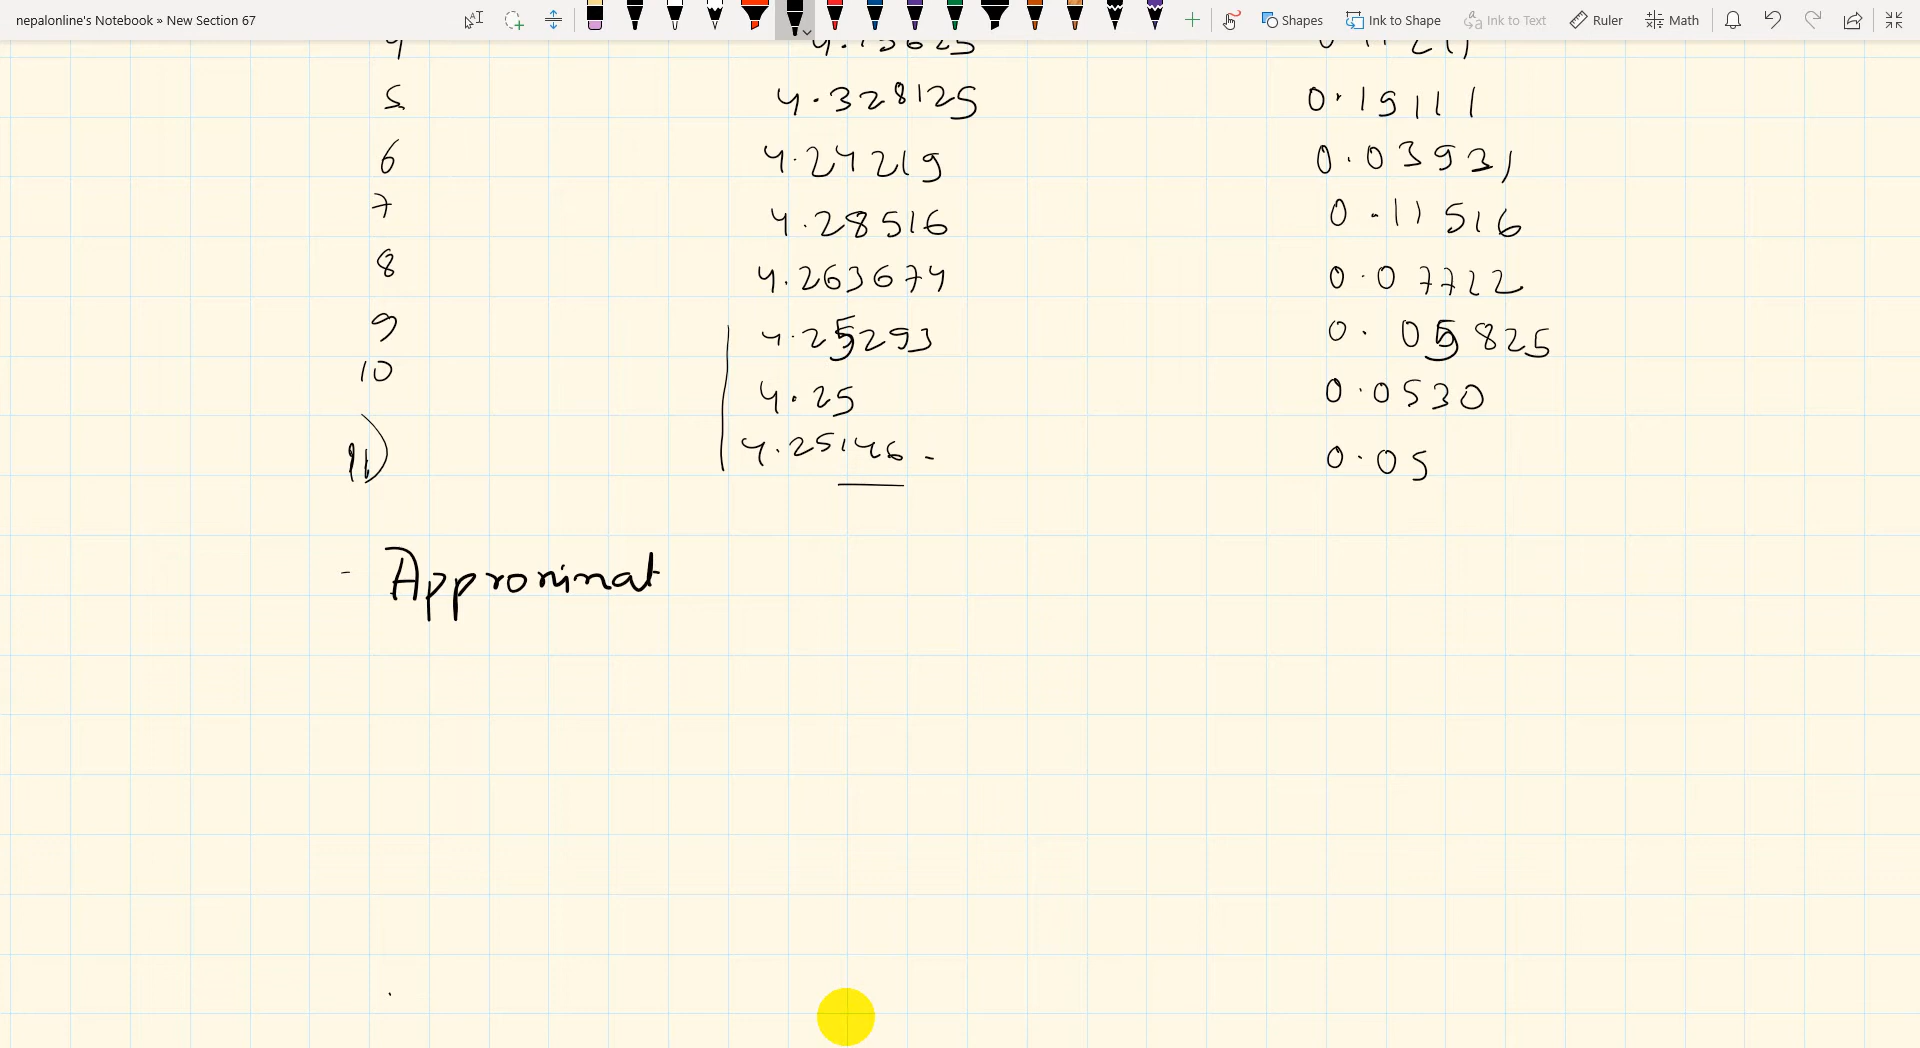 nepalonline's Notebook » New Section 67
Shapes Ink to Shape Ink to Text Ruler Math
5 4.328125 0.19111
6 4.24219 0.03931
7 4.28516 0.11516
8 4.263674 0.07722
9 4.25293 0.05825
10 4.25 0.0530
11) 4.25146 0.05
- Approximat